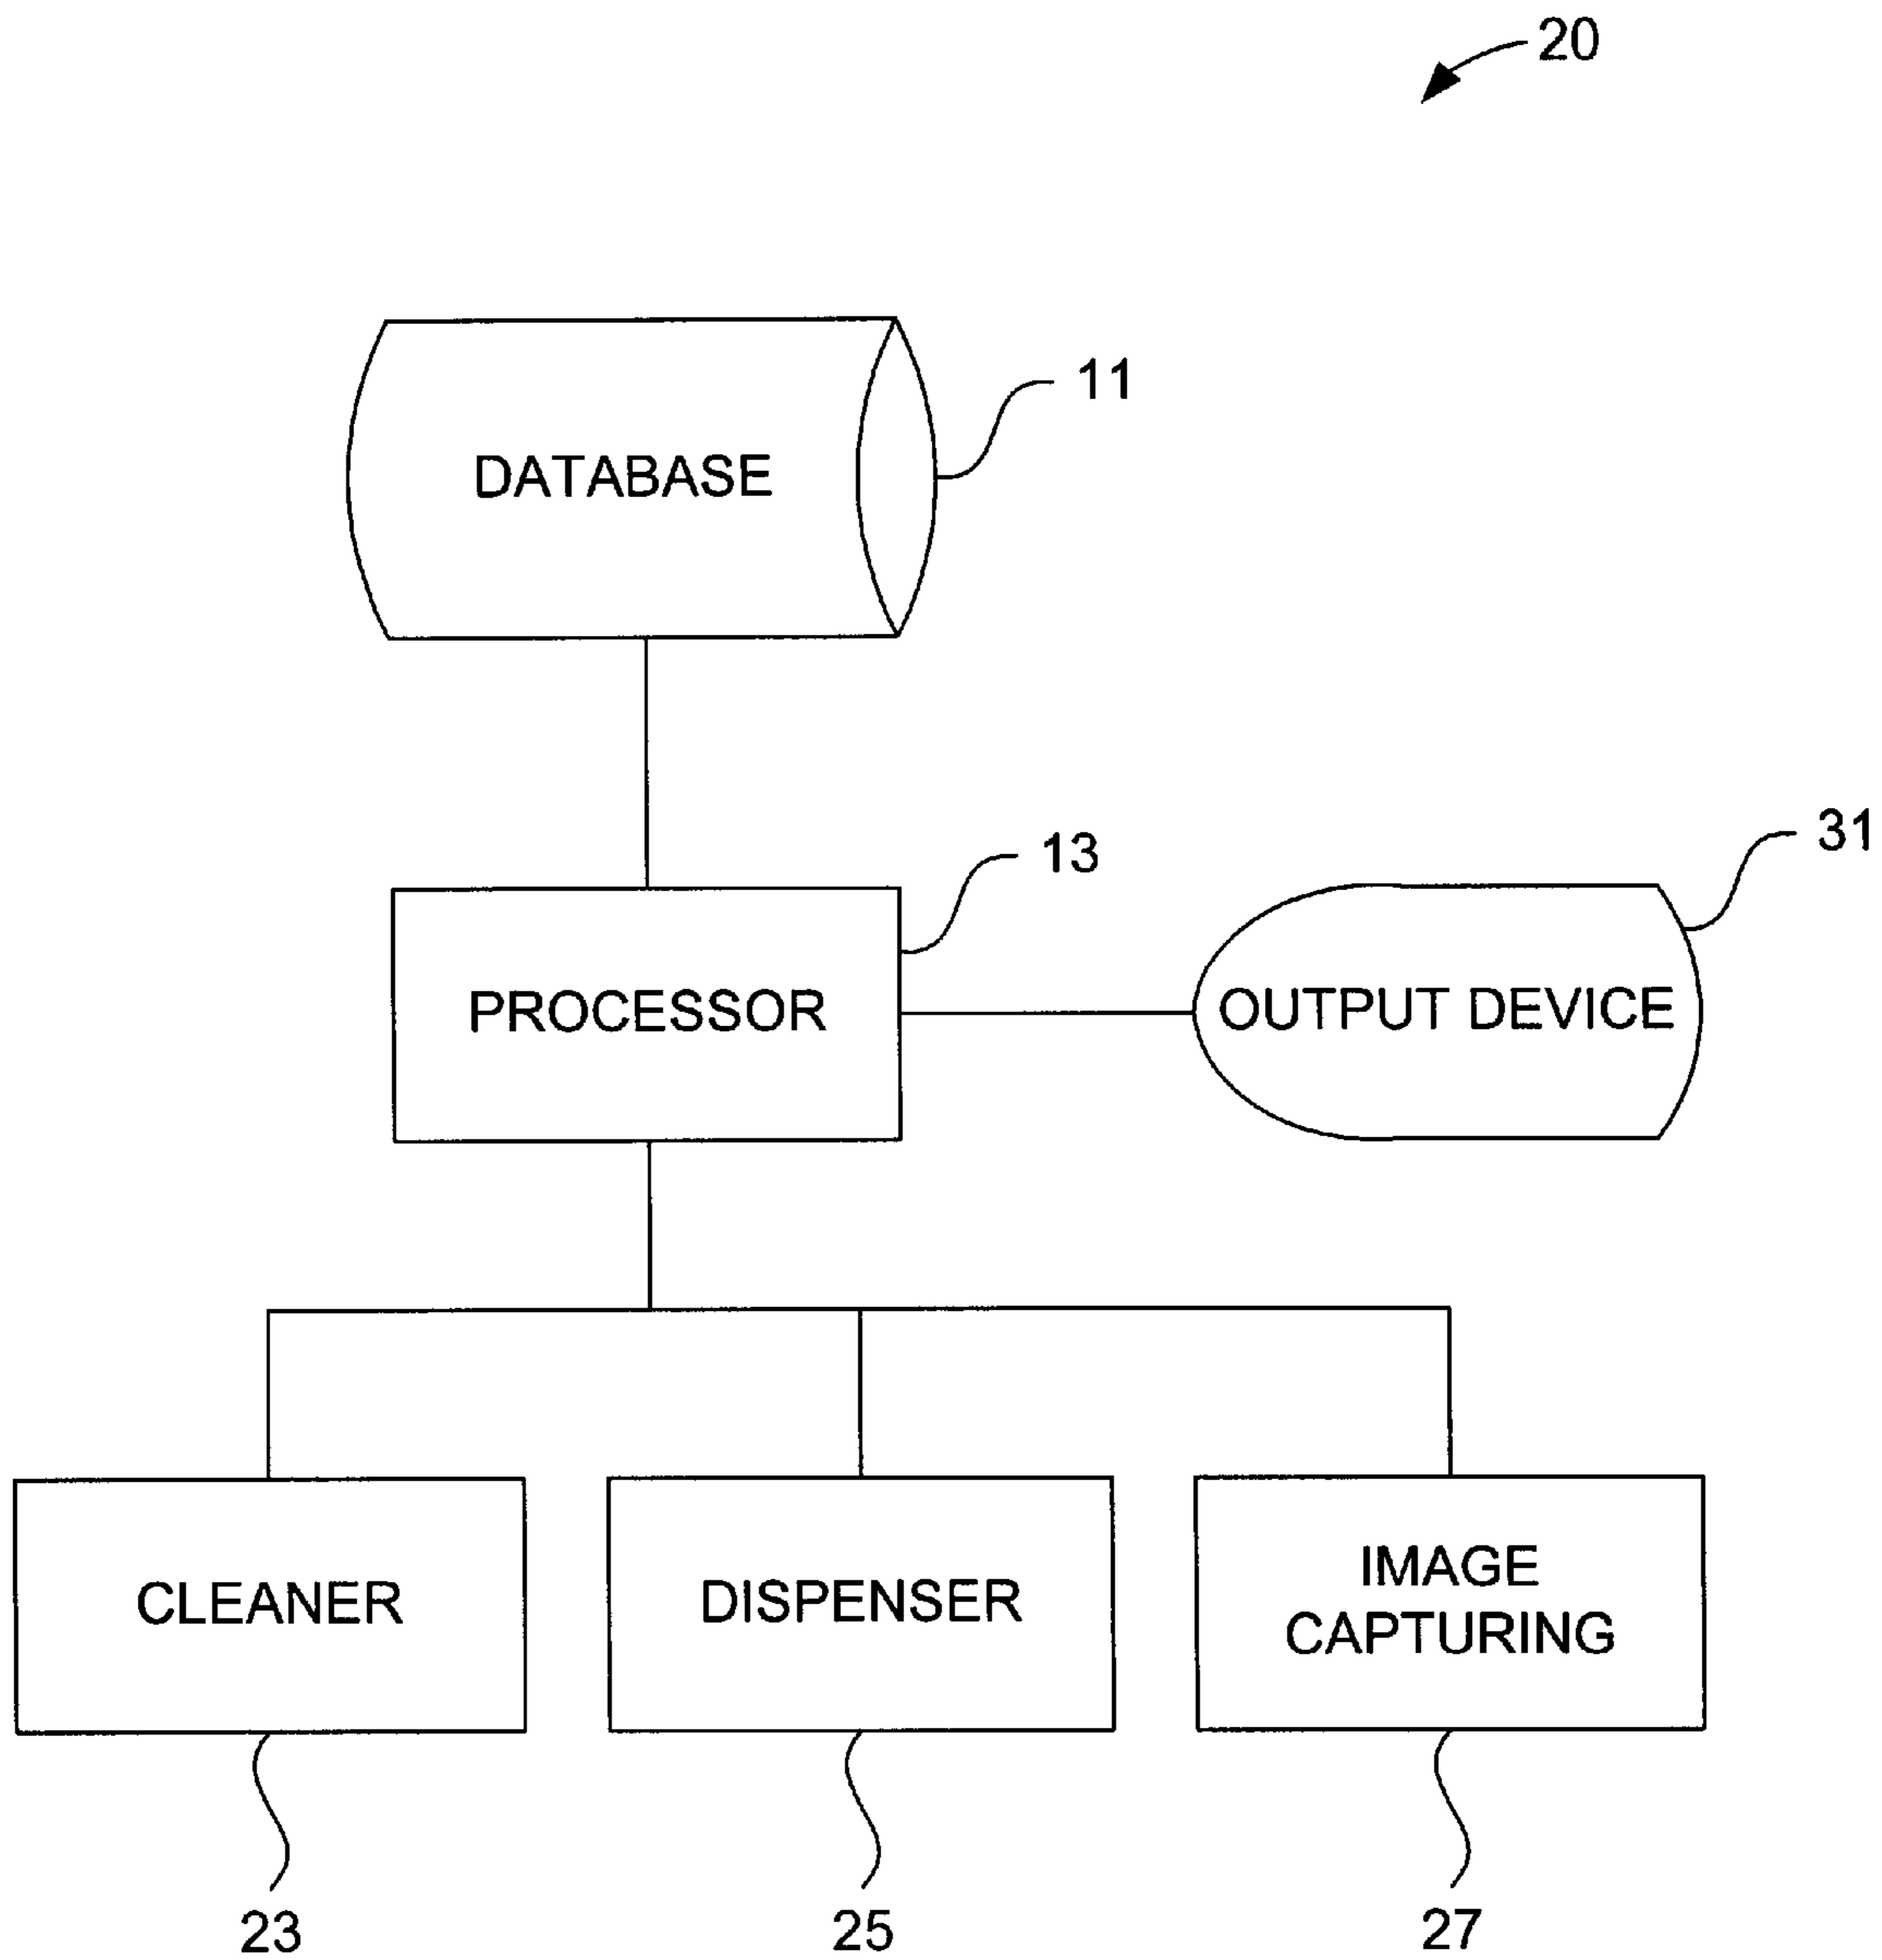 20
11
DATABASE
13
31
PROCESSOR
OUTPUT DEVICE
CLEANER
DISPENSER
IMAGE
CAPTURING
23
25
27